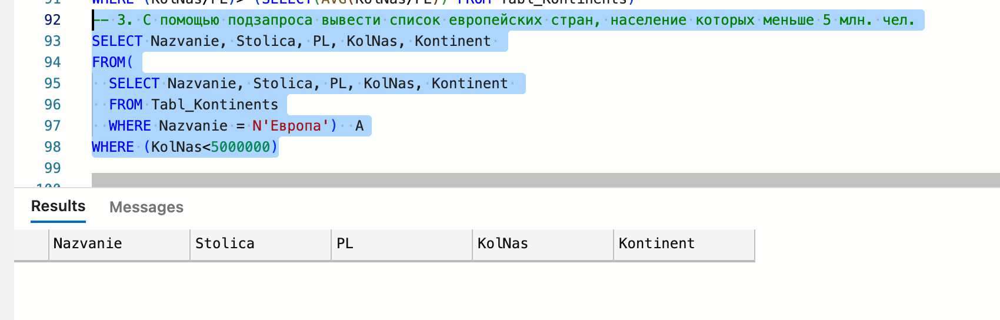 91 WHERE (KolNas/PL)> (SELECT(AVG(KolNas/PL)) FROM Tabl_Kontinents)
92 -- 3. С помощью подзапроса вывести список европейских стран, население которых меньше 5 млн. чел.
93 SELECT Nazvanie, Stolica, PL, KolNas, Kontinent
94 FROM(
95 SELECT Nazvanie, Stolica, PL, KolNas, Kontinent
96 FROM Tabl_Kontinents
97 WHERE Nazvanie = N'Европа') A
98 WHERE (KolNas<5000000)
99
100
Results Messages
Nazvanie Stolica PL KolNas Kontinent